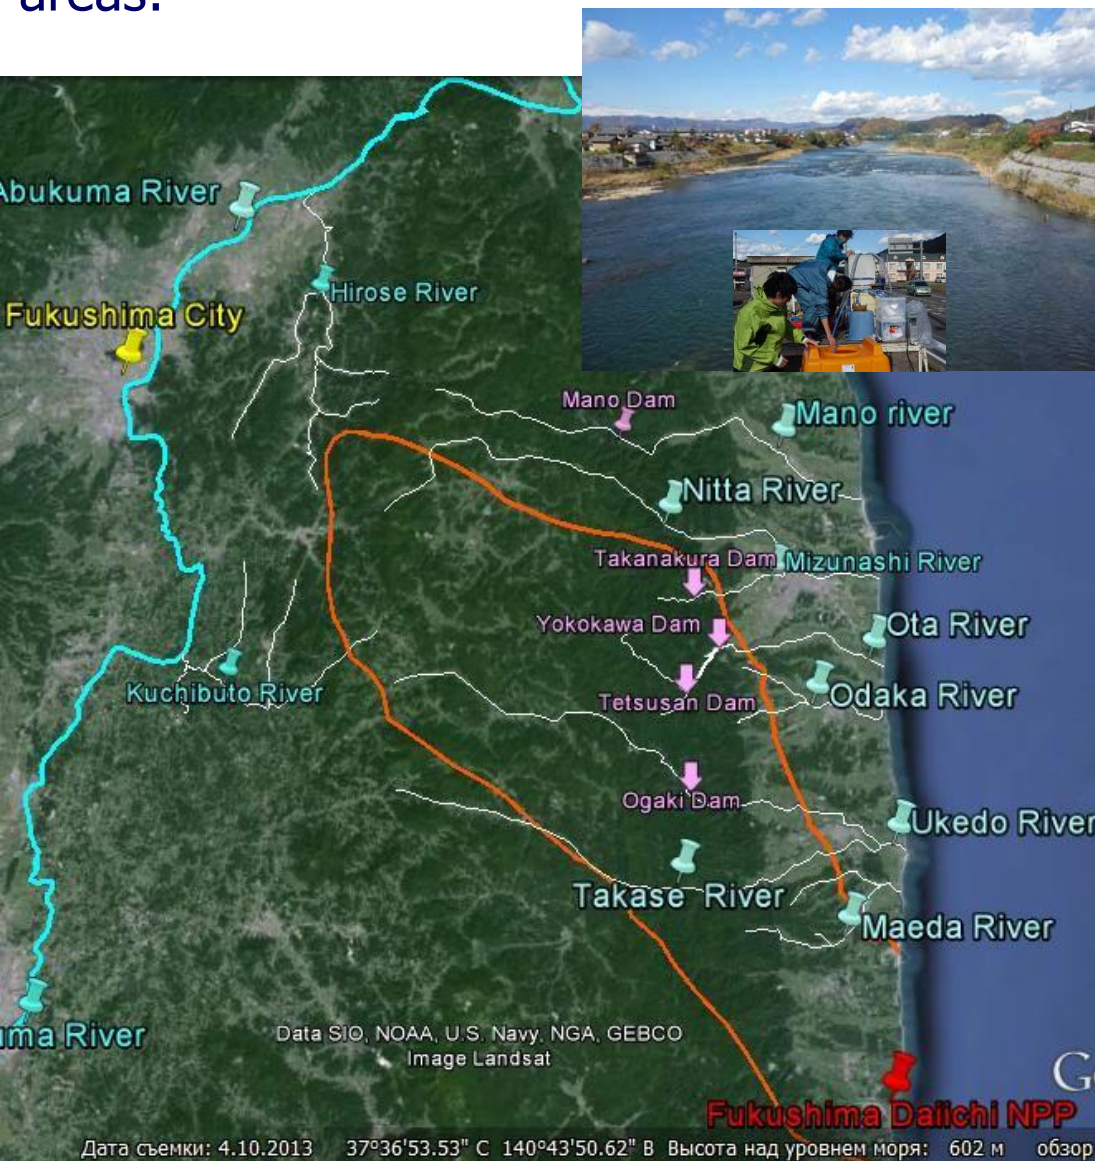 areas.
Abukuma River
Hirose River
Fukushima City
Mano Dam
Mano river
Nitta River
Takanakura Dam
Mizunashi River
Yokokawa Dam
Ota River
Kuchibuto River
Tetsusan Dam
Odaka River
Ogaki Dam
Ukedo River
Takase River
Maeda River
uma River
Data SIO, NOAA, U.S. Navy, NGA, GEBCO
Image Landsat
Go
Fukushima Daiichi NPP
Дата съемки: 4.10.2013 37°36'53.53" С 140°43'50.62" В Высота над уровнем моря: 602 м обзор